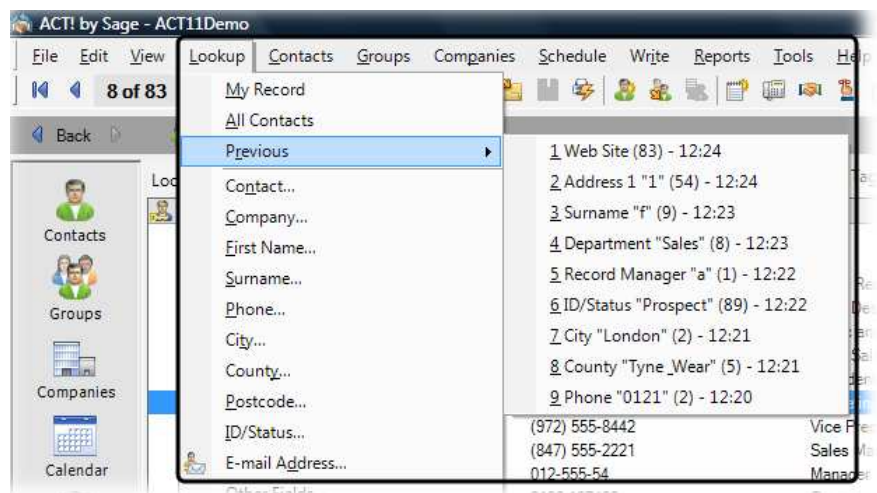 ACT! by Sage - ACT11Demo
File Edit View Lookup Contacts Groups Companies Schedule Write Reports Tools Help
8 of 83
Back
Contacts
Groups
Companies
Calendar
My Record
All Contacts
Previous
Contact...
Company...
First Name...
Surname...
Phone...
City...
County...
Postcode...
ID/Status...
E-mail Address...
Other Fields
1 Web Site (83) - 12:24
2 Address 1 "1" (54) - 12:24
3 Surname "f" (9) - 12:23
4 Department "Sales" (8) - 12:23
5 Record Manager "a" (1) - 12:22
6 ID/Status "Prospect" (89) - 12:22
7 City "London" (2) - 12:21
8 County "Tyne_Wear" (5) - 12:21
9 Phone "0121" (2) - 12:20
(972) 555-8442 Vice
(847) 555-2221 Sales
012-555-54 Manager